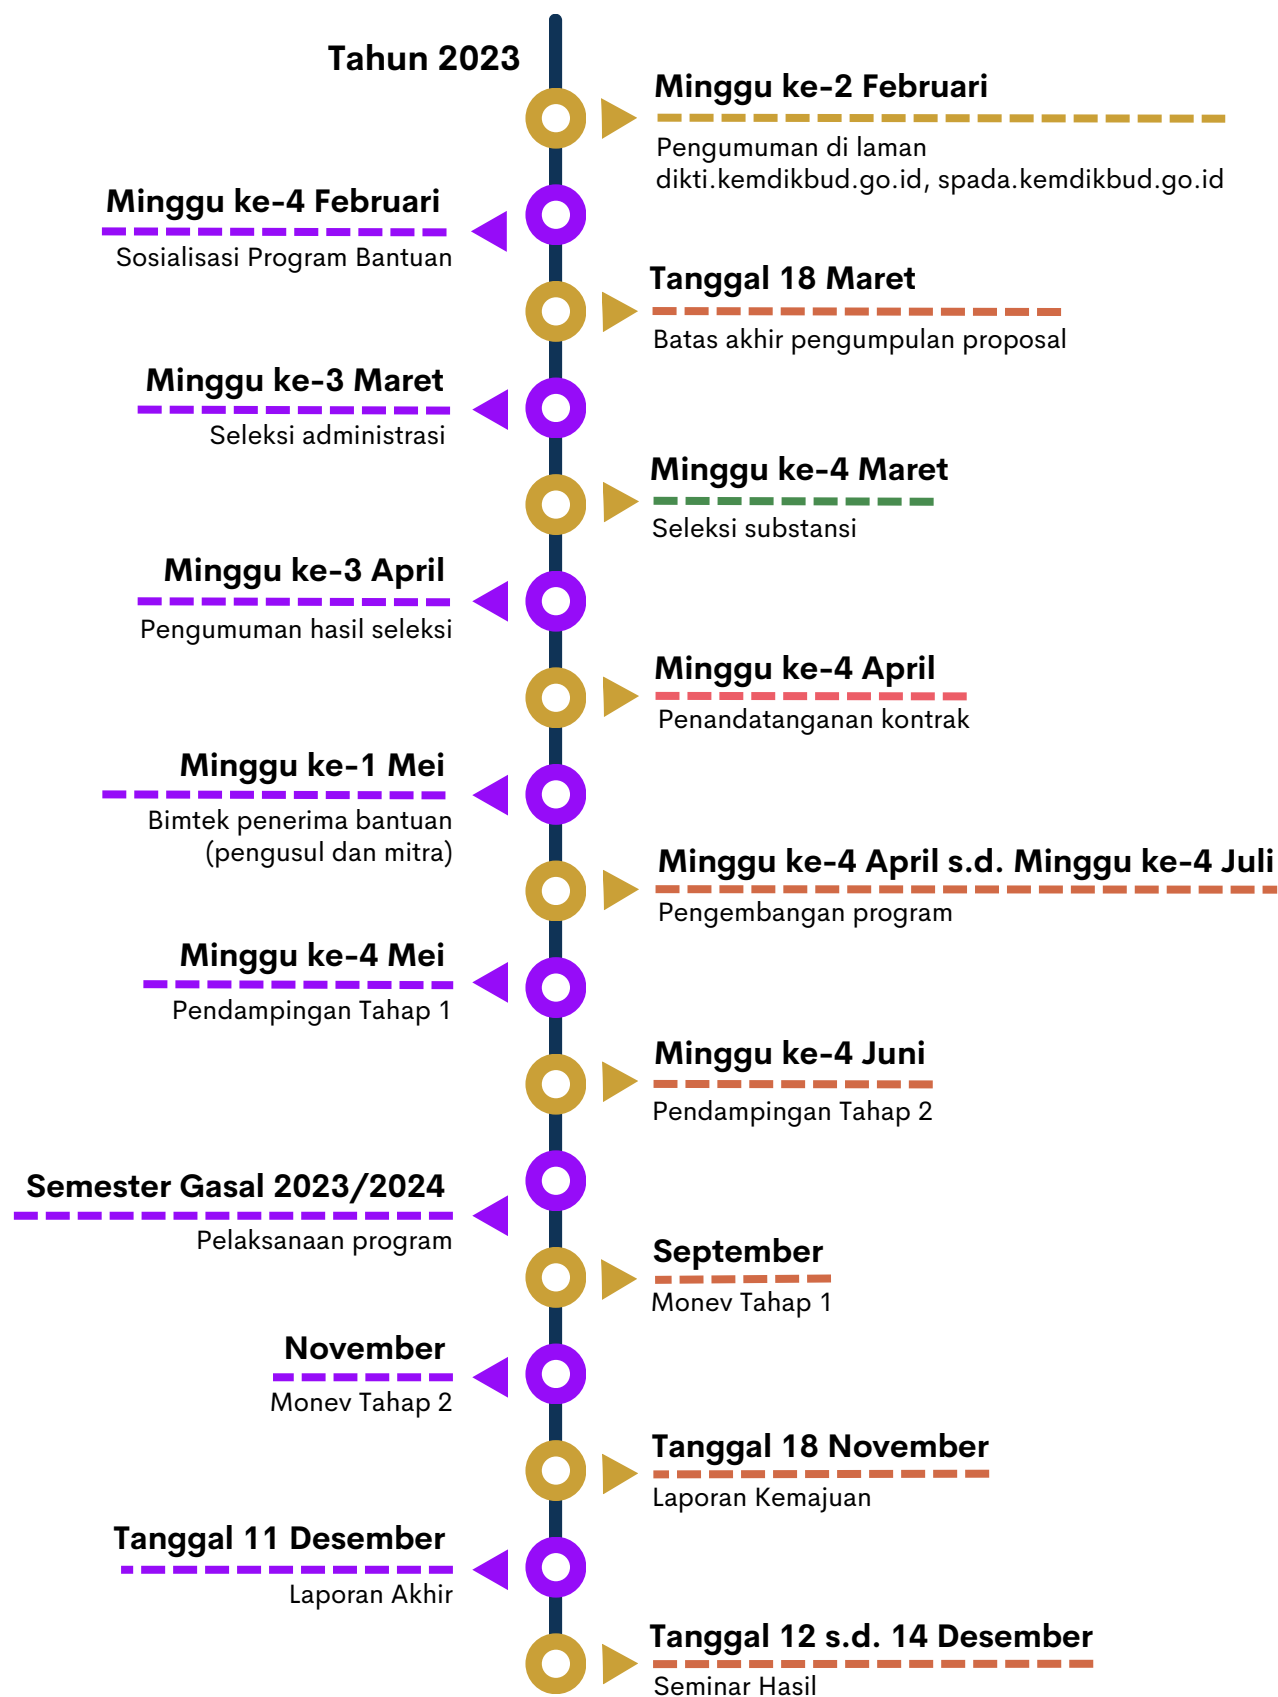 Tahun 2023
Minggu ke-2 Februari
Pengumuman di laman
dikti.kemdikbud.go.id, spada.kemdikbud.go.id
Minggu ke-4 Februari
Sosialisasi Program Bantuan
Tanggal 18 Maret
Batas akhir pengumpulan proposal
Minggu ke-3 Maret
Seleksi administrasi
Minggu ke-4 Maret
Seleksi substansi
Minggu ke-3 April
Pengumuman hasil seleksi
Minggu ke-4 April
Penandatanganan kontrak
Minggu ke-1 Mei
Bimtek penerima bantuan
(pengusul dan mitra)
Minggu ke-4 April s.d. Minggu ke-4 Juli
Pengembangan program
Minggu ke-4 Mei
Pendampingan Tahap 1
Minggu ke-4 Juni
Pendampingan Tahap 2
Semester Gasal 2023/2024
Pelaksanaan program
September
Monev Tahap 1
November
Monev Tahap 2
Tanggal 18 November
Laporan Kemajuan
Tanggal 11 Desember
Laporan Akhir
Tanggal 12 s.d. 14 Desember
Seminar Hasil